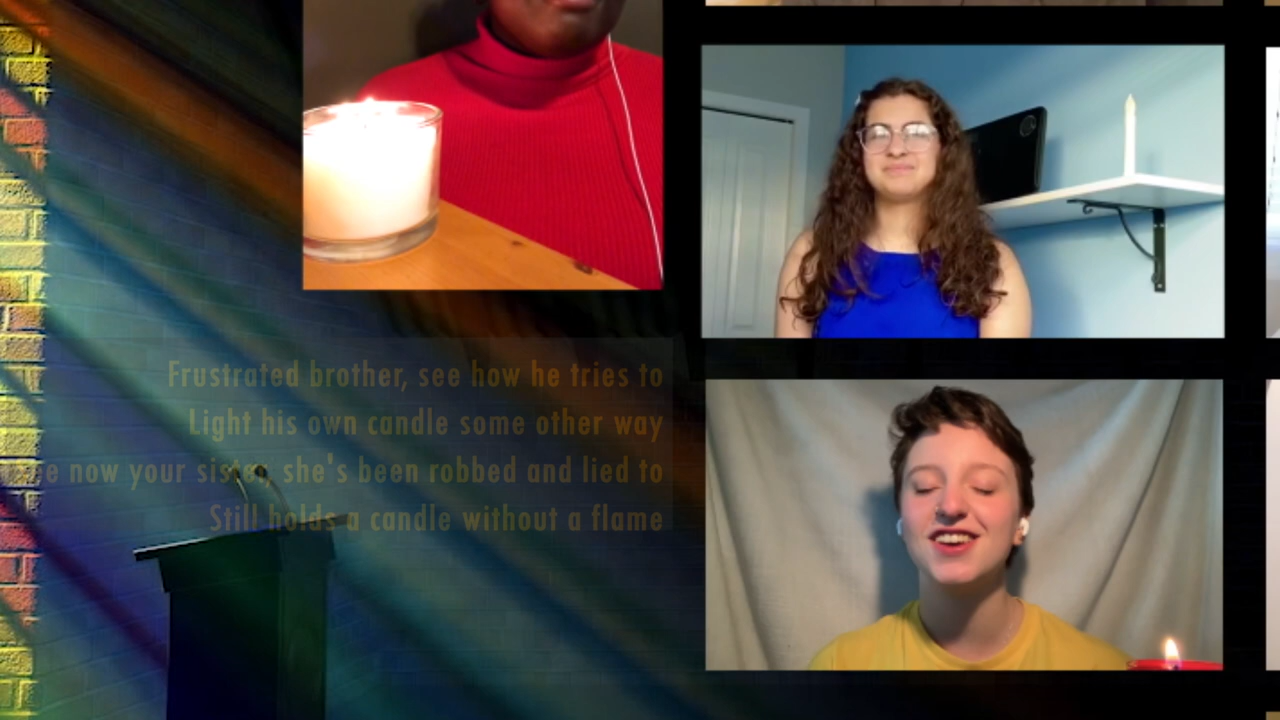 Frustrated brother, see how he tries to
Light his own candle some other way
now your sister, she's been robbed and lied to
Still holds a candle without a flame